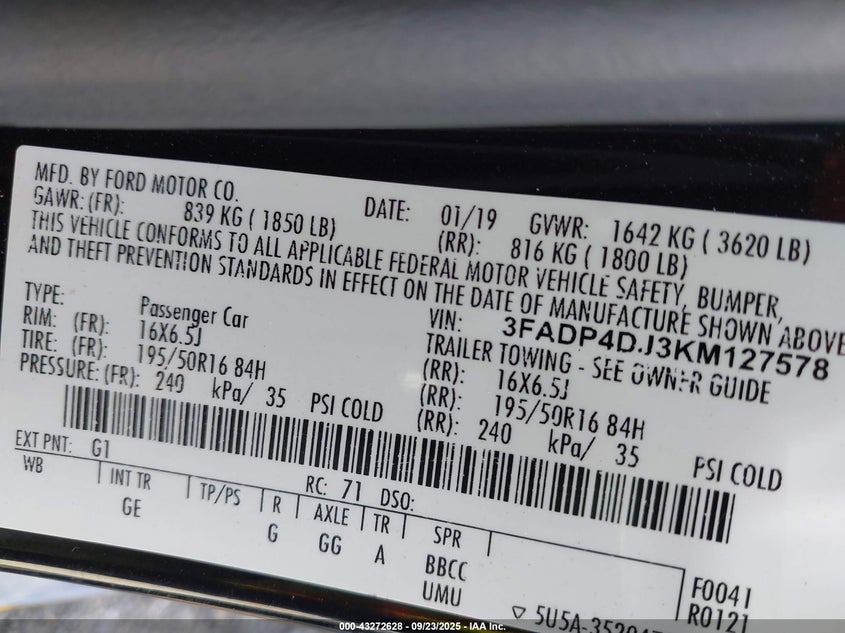 MFD. BY FORD MOTOR CO. DATE: 01/19 GVWR: 1642 KG ( 3620 LB)
GAWR: (FR): 839 KG ( 1850 LB) (RR): 816 KG ( 1800 LB)
THIS VEHICLE CONFORMS TO ALL APPLICABLE FEDERAL MOTOR VEHICLE SAFETY, BUMPER,
AND THEFT PREVENTION STANDARDS IN EFFECT ON THE DATE OF MANUFACTURE SHOWN ABOVE
VIN: 3FADP4DJ3KM127578
TYPE: Passenger Car TRAILER TOWING - SEE OWNER GUIDE
RIM: (FR): 16X6.5J (RR): 16X6.5J
TIRE: (FR): 195/50R16 84H (RR): 195/50R16 84H
PRESSURE: (FR): 240 kPa/ 35 PSI COLD (RR): 240 kPa/ 35 PSI COLD
EXT PNT: G1 RC: 71 DSO:
WB INT TR TP/PS R AXLE TR SPR
GE G GG A BBCC
UMU
F0041
R0121
▽ 5U5A-3520
000-43272628 - 09/23/2025 - IAA Inc.